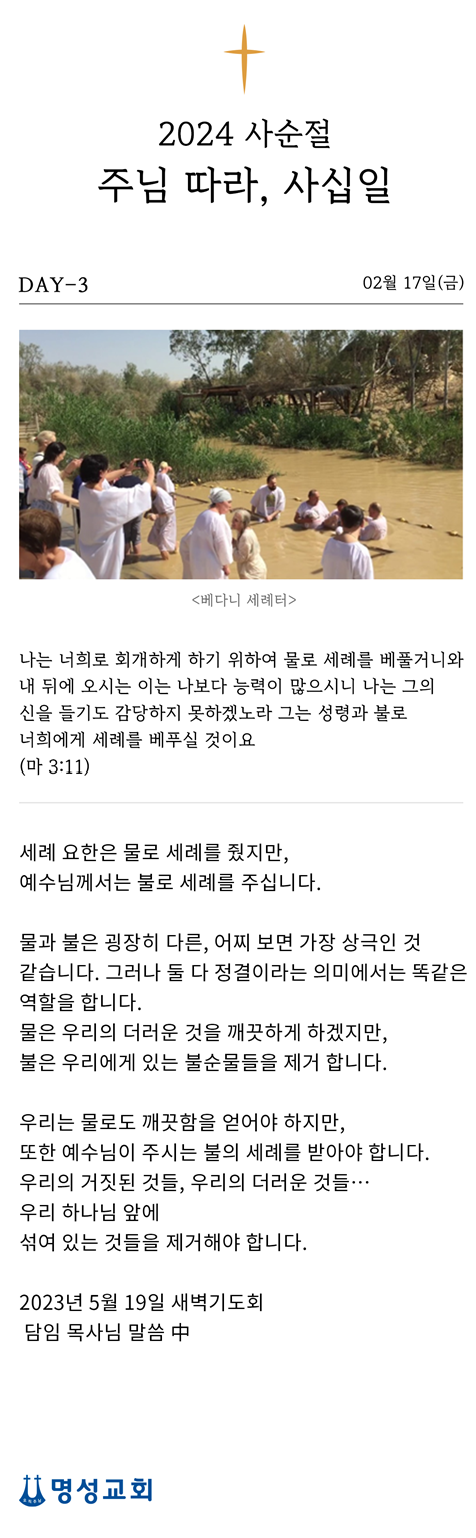 2024 사순절
주님 따라, 사십일
DAY-3
02월 17일(금)
<베다니 세례터>
나는 너희로 회개하게 하기 위하여 물로 세례를 베풀거니와
내 뒤에 오시는 이는 나보다 능력이 많으시니 나는 그의
신을 들기도 감당하지 못하겠노라 그는 성령과 불로
너희에게 세례를 베푸실 것이요
(마 3:11)
세례 요한은 물로 세례를 줬지만,
예수님께서는 불로 세례를 주십니다.
물과 불은 굉장히 다른, 어찌 보면 가장 상극인 것
같습니다. 그러나 둘 다 정결이라는 의미에서는 똑같은
역할을 합니다.
물은 우리의 더러운 것을 깨끗하게 하겠지만,
불은 우리에게 있는 불순물들을 제거 합니다.
우리는 물로도 깨끗함을 얻어야 하지만,
또한 예수님이 주시는 불의 세례를 받아야 합니다.
우리의 거짓된 것들, 우리의 더러운 것들…
우리 하나님 앞에
섞여 있는 것들을 제거해야 합니다.
2023년 5월 19일 새벽기도회
담임 목사님 말씀 中
오직주님
명성교회